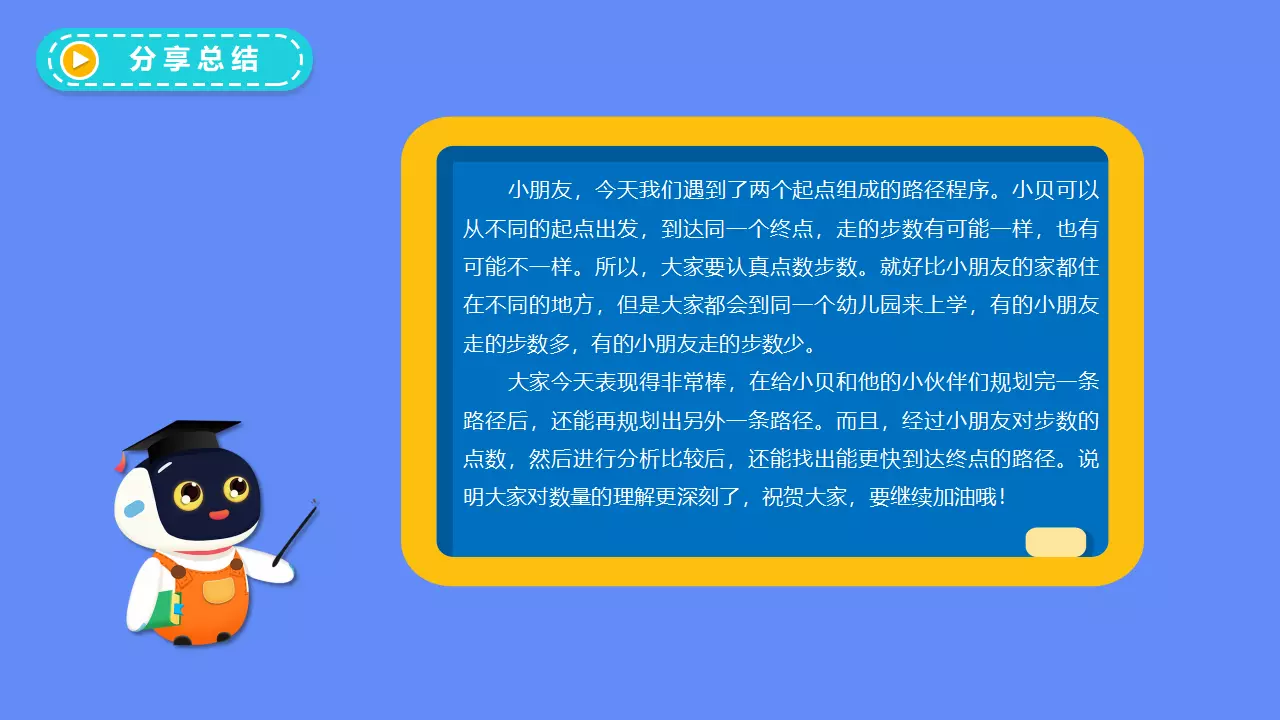 分享总结
小朋友，今天我们遇到了两个起点组成的路径程序。小贝可以
从不同的起点出发，到达同一个终点，走的步数有可能一样，也有
可能不一样。所以，大家要认真点数步数。就好比小朋友的家都住
在不同的地方，但是大家都会到同一个幼儿园来上学，有的小朋友
走的步数多，有的小朋友走的步数少。
大家今天表现得非常棒，在给小贝和他的小伙伴们规划完一条
路径后，还能再规划出另外一条路径。而且，经过小朋友对步数的
点数，然后进行分析比较后，还能找出能更快到达终点的路径。说
明大家对数量的理解更深刻了，祝贺大家，要继续加油哦！